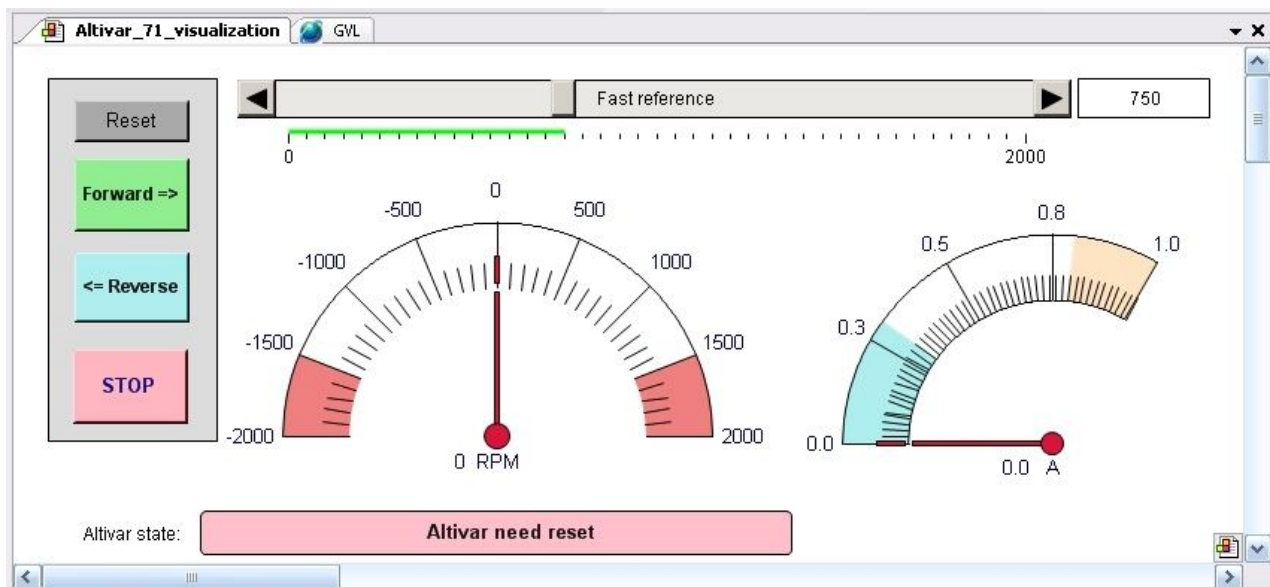 Altivar_71_visualization GVL
Reset
Forward =>
<= Reverse
STOP
Fast reference
750
0 2000
-2000
-1500
-1000
-500
0
500
1000
1500
2000
0 RPM
0.0
0.3
0.5
0.8
1.0
0.0 A
Altivar state: Altivar need reset